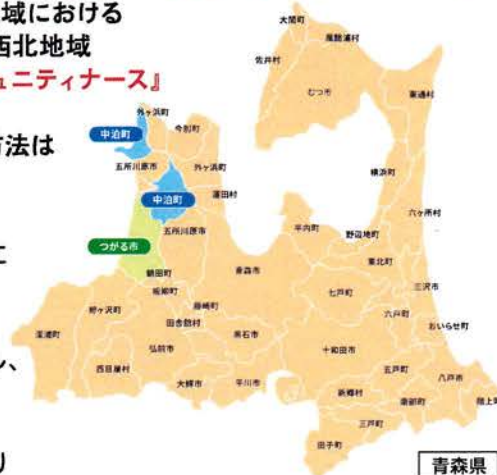 域における
西北地域
ュニティナース』
方法は
に
し、
り
大間町
風間浦村
佐井村
むつ市
東通村
外ヶ浜町
今別町
中泊町
五所川原市
外ヶ浜町
蓬田村
中泊町
横浜町
六ヶ所村
つがる市
五所川原市
平内町
野辺地町
東北町
鶴田町
青森市
板柳町
七戸町
三沢市
鰺ヶ沢町
藤崎町
六戸町
田舎館村
おいらせ町
深浦町
黒石市
弘前市
十和田市
五戸町
西目屋村
八戸市
大鰐市
平川市
新郷村
南部町
階上町
三戸町
田子町
青森県